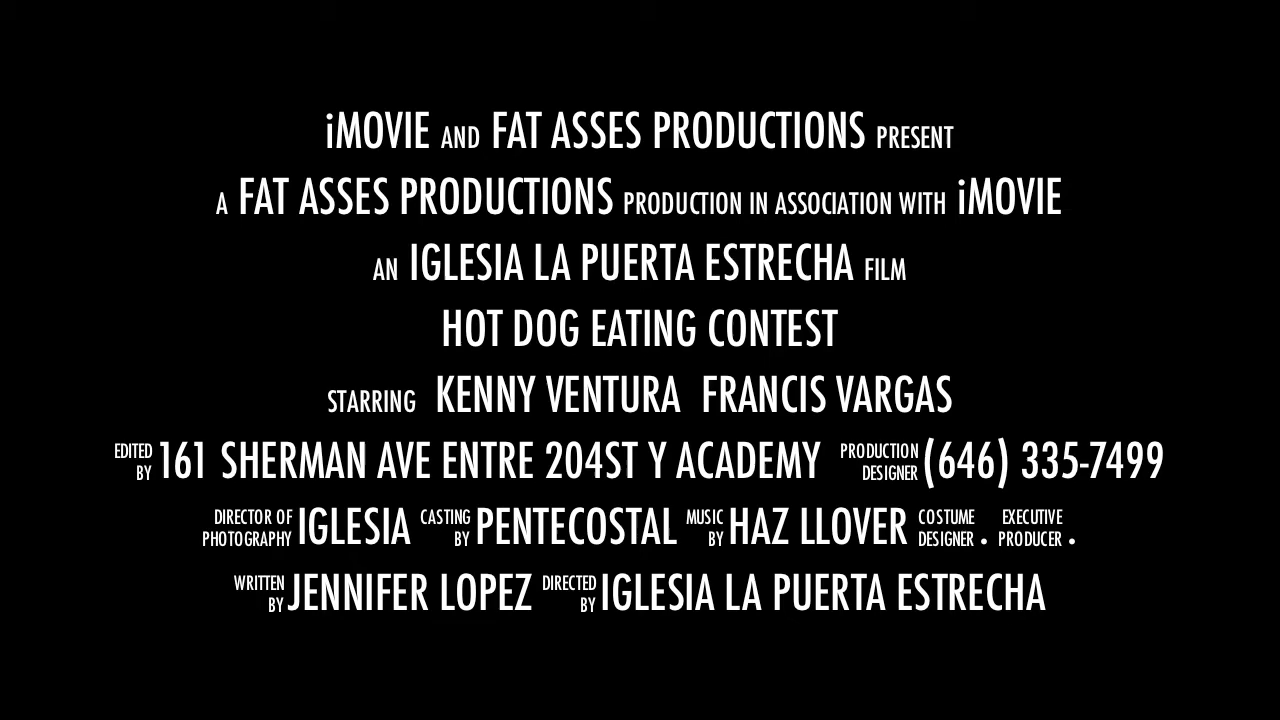 iMOVIE AND FAT ASSES PRODUCTIONS PRESENT
A FAT ASSES PRODUCTIONS PRODUCTION IN ASSOCIATION WITH iMOVIE
AN IGLESIA LA PUERTA ESTRECHA FILM
HOT DOG EATING CONTEST
STARRING KENNY VENTURA FRANCIS VARGAS
EDITED BY 161 SHERMAN AVE ENTRE 204ST Y ACADEMY PRODUCTION DESIGNER (646) 335-7499
DIRECTOR OF PHOTOGRAPHY IGLESIA CASTING BY PENTECOSTAL MUSIC BY HAZ LLOVER COSTUME DESIGNER . EXECUTIVE PRODUCER .
WRITTEN BY JENNIFER LOPEZ DIRECTED BY IGLESIA LA PUERTA ESTRECHA